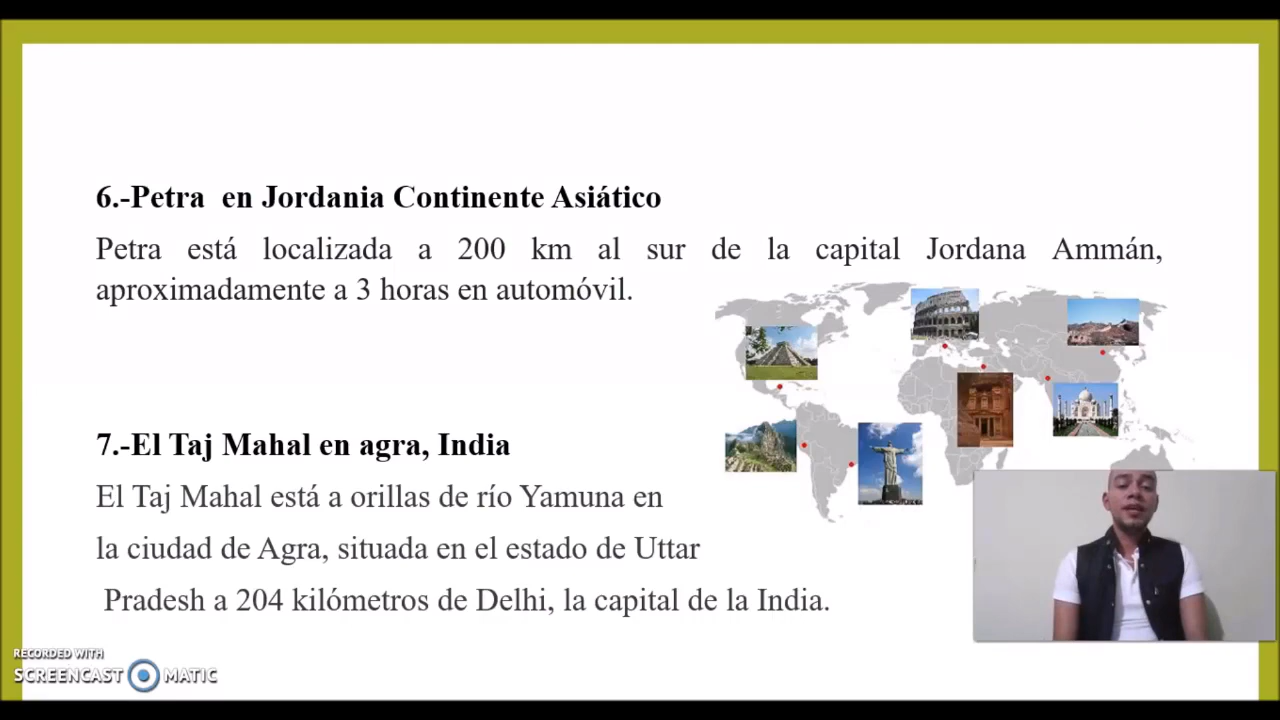 6.-Petra  en Jordania Continente Asiático
Petra está localizada a 200 km al sur de la capital Jordana Ammán,
aproximadamente a 3 horas en automóvil.
7.-El Taj Mahal en agra, India
El Taj Mahal está a orillas de río Yamuna en
la ciudad de Agra, situada en el estado de Uttar
Pradesh a 204 kilómetros de Delhi, la capital de la India.
RECORDED WITH
SCREENCAST MATIC